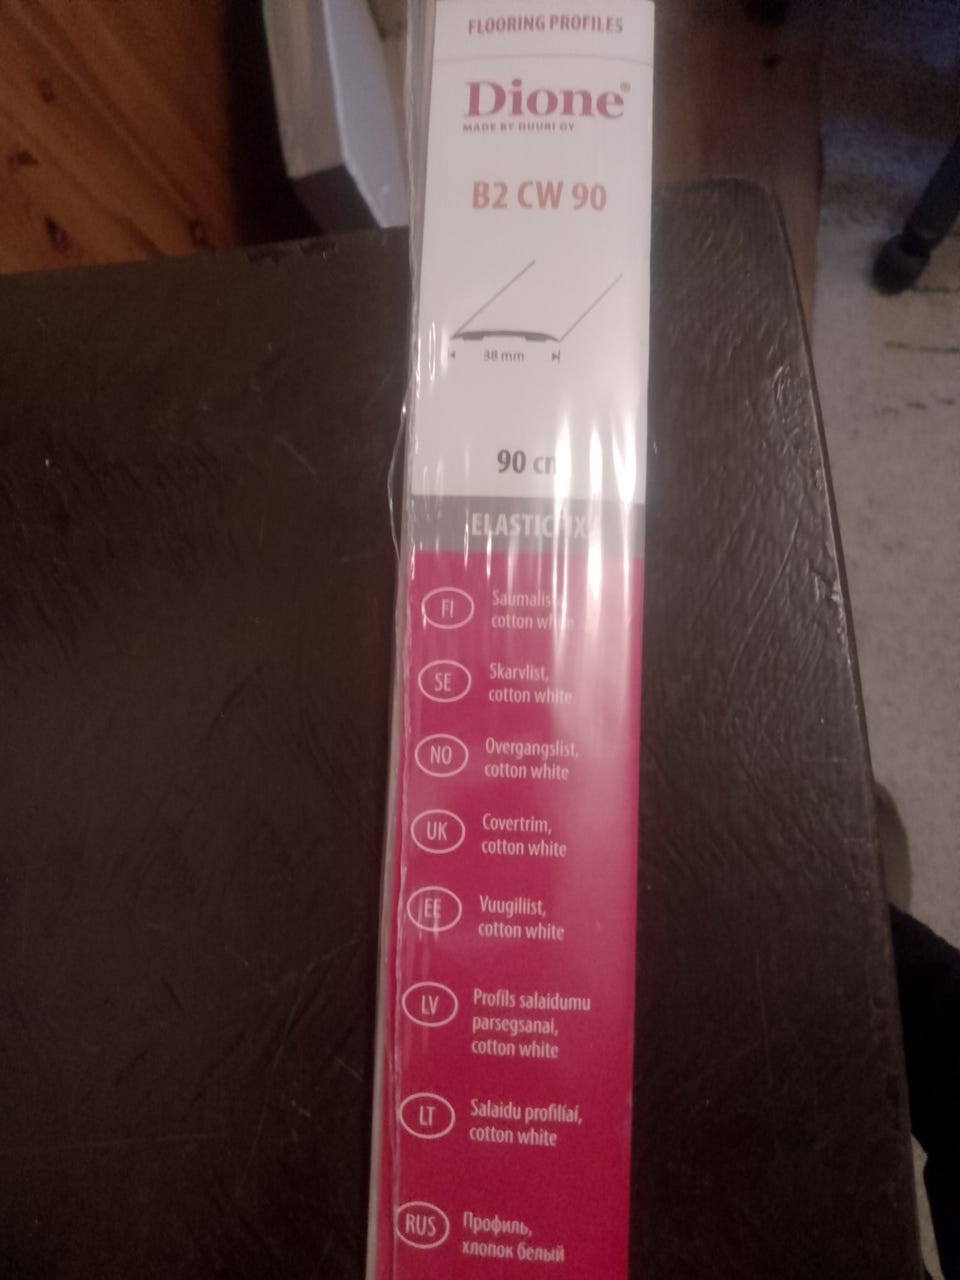 FLOORING PROFILES
Dione®
MADE BY DUURI OY
B2 CW 90
38 mm
90 cm
ELASTIC FIX
FI
Saumalista,
cotton white
SE
Skarvlist,
cotton white
NO
Overgangslist,
cotton white
UK
Covertrim,
cotton white
EE
Vuugiliist,
cotton white
LV
Profils salaidumu
parsegsanai,
cotton white
LT
Salaidu profiliai,
cotton white
RUS
Профиль,
хлопок белый